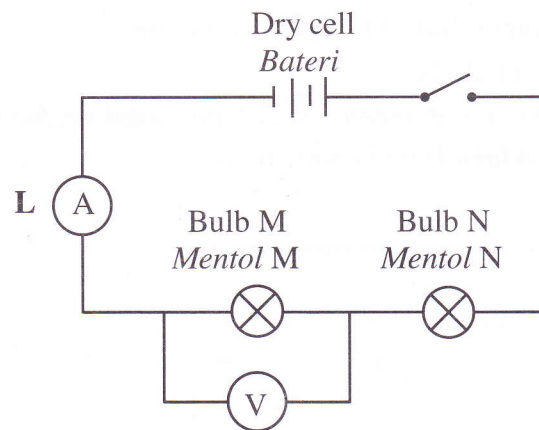 Dry cell
Bateri
L
A
Bulb M
Mentol M
Bulb N
Mentol N
V